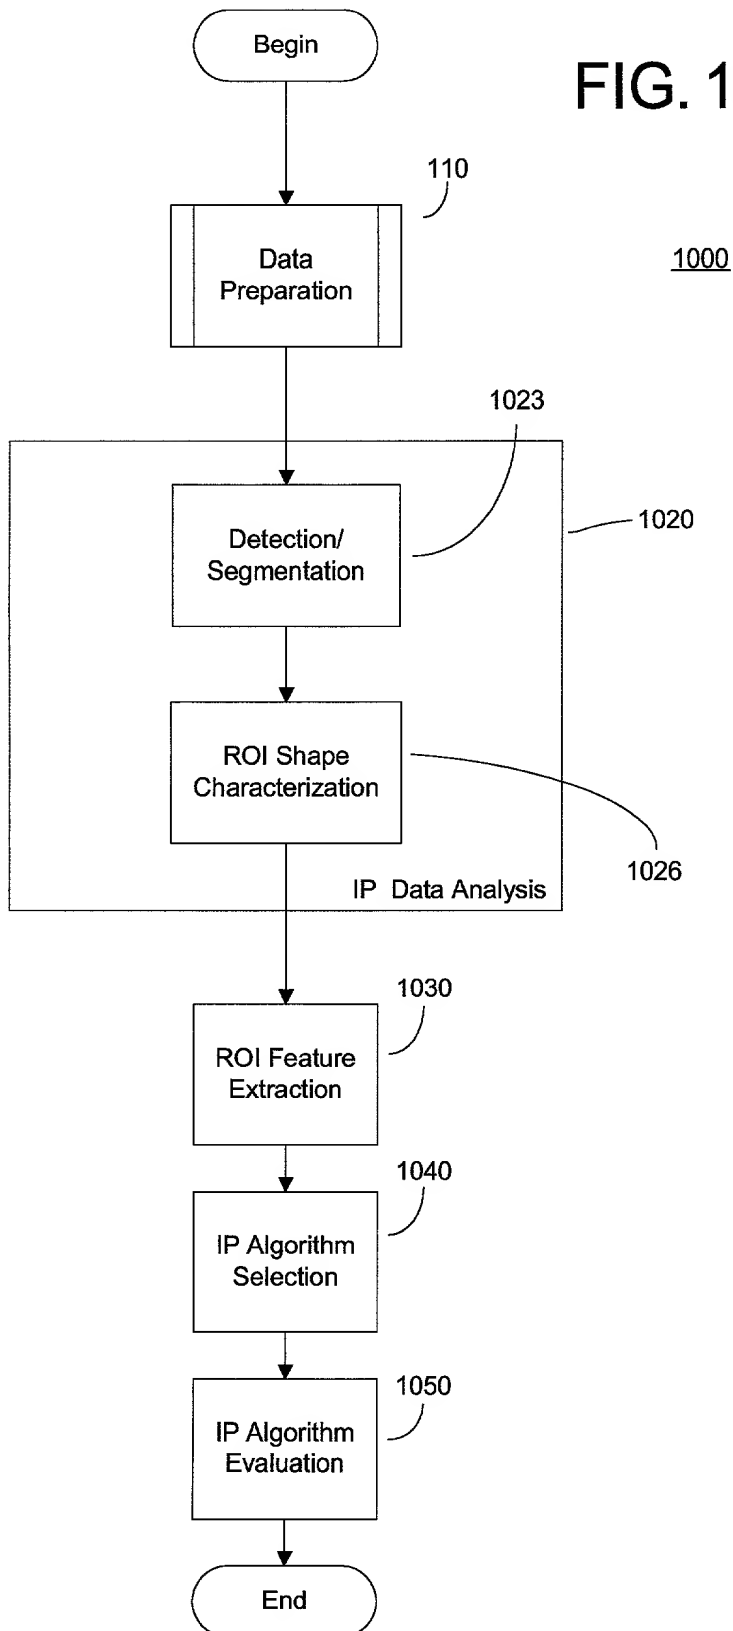 Begin
FIG. 1
110
Data
Preparation
1000
1023
Detection/
Segmentation
1020
ROI Shape
Characterization
1026
IP Data Analysis
1030
ROI Feature
Extraction
1040
IP Algorithm
Selection
1050
IP Algorithm
Evaluation
End